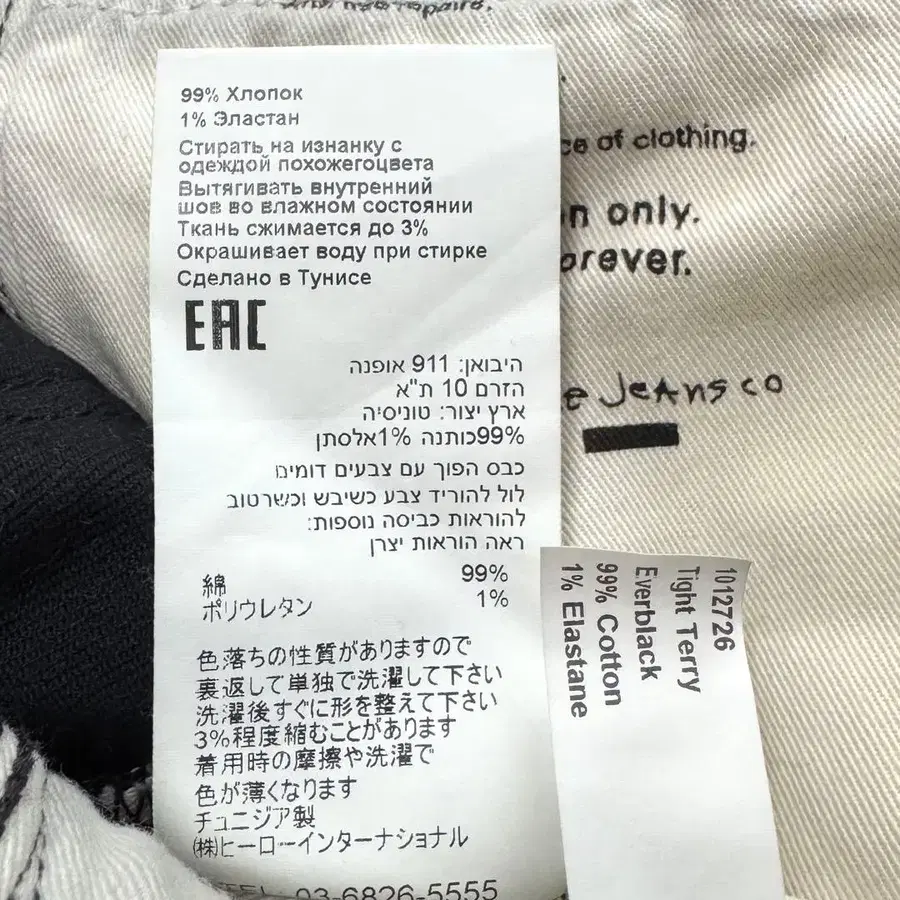 repairs.
99% Хлопок
1% Эластан
Стирать на изнанку с
одеждой похожегоцвета
Вытягивать внутренний
шов во влажном состоянии
Ткань сжимается до 3%
Окрашивает воду при стирке
Сделано в Тунисе
EAC
היבואן: 911 אופנה
הזרם 10 ת"א
ארץ יצור: טוניסיה
99%כותנה 1%אלסתן
כבס הפוך עם צבעים דומים
לול להוריד צבע כשיבש וכשרטוב
להוראות כביסה נוספות:
ראה הוראות יצרן
綿 99%
ポリウレタン 1%
色落ちの性質がありますので
裏返して単独で洗濯して下さい
洗濯後すぐに形を整えて下さい
3%程度縮むことがあります
着用時の摩擦や洗濯で
色が薄くなります
チュニジア製
(株)ヒーローインターナショナル
TEL 03-6826-5555
of clothing.
only.
Jeans co
1012726
Tight Terry
Everblack
99% Cotton
1% Elastane